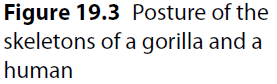 Figure 19.3 Posture of the
skeletons of a gorilla and a
human